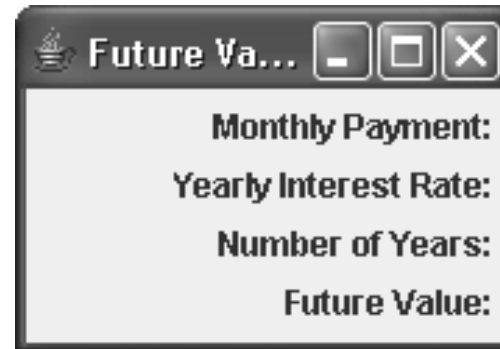 Future Va...
Monthly Payment:
Yearly Interest Rate:
Number of Years:
Future Value: